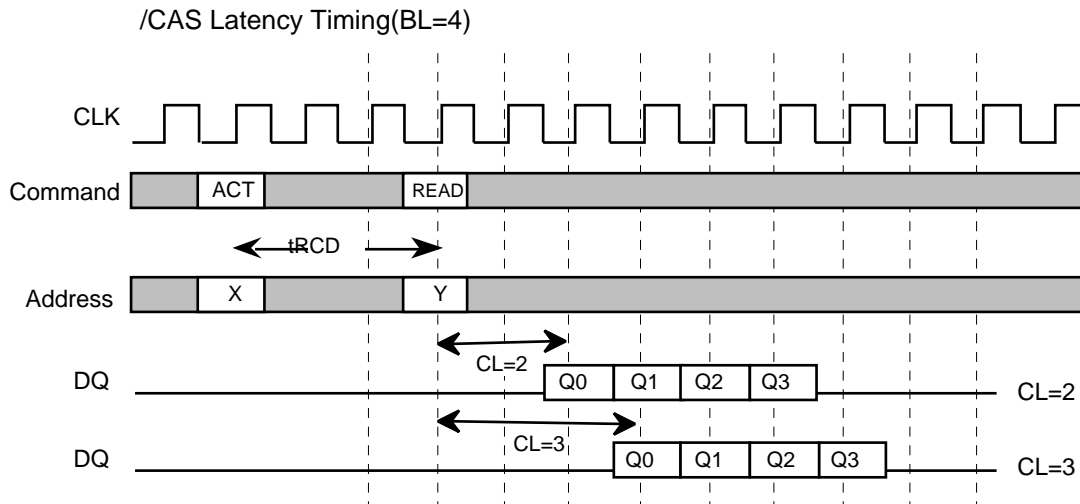 /CAS Latency Timing(BL=4)
CLK
Command ACT READ
tRCD
Address X Y
CL=2
DQ Q0 Q1 Q2 Q3 CL=2
CL=3
DQ Q0 Q1 Q2 Q3 CL=3